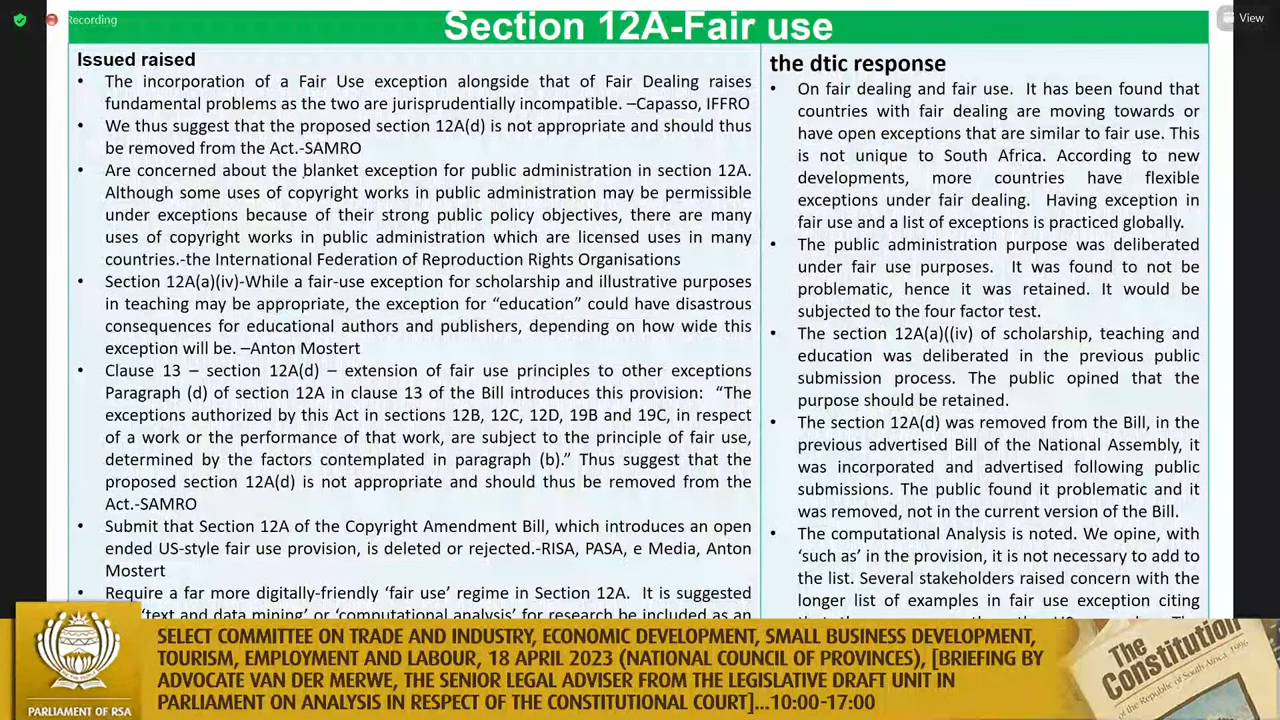 Recording
View
Section 12A-Fair use
Issued raised
• The incorporation of a Fair Use exception alongside that of Fair Dealing raises
fundamental problems as the two are jurisprudentially incompatible. –Capasso, IFFRO
• We thus suggest that the proposed section 12A(d) is not appropriate and should thus
be removed from the Act.-SAMRO
• Are concerned about the blanket exception for public administration in section 12A.
Although some uses of copyright works in public administration may be permissible
under exceptions because of their strong public policy objectives, there are many
uses of copyright works in public administration which are licensed uses in many
countries.-the International Federation of Reproduction Rights Organisations
• Section 12A(a)(iv)-While a fair-use exception for scholarship and illustrative purposes
in teaching may be appropriate, the exception for “education” could have disastrous
consequences for educational authors and publishers, depending on how wide this
exception will be. –Anton Mostert
• Clause 13 – section 12A(d) – extension of fair use principles to other exceptions
Paragraph (d) of section 12A in clause 13 of the Bill introduces this provision: “The
exceptions authorized by this Act in sections 12B, 12C, 12D, 19B and 19C, in respect
of a work or the performance of that work, are subject to the principle of fair use,
determined by the factors contemplated in paragraph (b).” Thus suggest that the
proposed section 12A(d) is not appropriate and should thus be removed from the
Act.-SAMRO
• Submit that Section 12A of the Copyright Amendment Bill, which introduces an open
ended US-style fair use provision, is deleted or rejected.-RISA, PASA, e Media, Anton
Mostert
• Require a far more digitally-friendly ‘fair use’ regime in Section 12A. It is suggested
‘text and data mining’ or ‘computational analysis’ for research be included as an
the dtic response
• On fair dealing and fair use. It has been found that
countries with fair dealing are moving towards or
have open exceptions that are similar to fair use. This
is not unique to South Africa. According to new
developments, more countries have flexible
exceptions under fair dealing. Having exception in
fair use and a list of exceptions is practiced globally.
• The public administration purpose was deliberated
under fair use purposes. It was found to not be
problematic, hence it was retained. It would be
subjected to the four factor test.
• The section 12A(a)((iv) of scholarship, teaching and
education was deliberated in the previous public
submission process. The public opined that the
purpose should be retained.
• The section 12A(d) was removed from the Bill, in the
previous advertised Bill of the National Assembly, it
was incorporated and advertised following public
submissions. The public found it problematic and it
was removed, not in the current version of the Bill.
• The computational Analysis is noted. We opine, with
‘such as’ in the provision, it is not necessary to add to
the list. Several stakeholders raised concern with the
longer list of examples in fair use exception citing
SELECT COMMITTEE ON TRADE AND INDUSTRY, ECONOMIC DEVELOPMENT, SMALL BUSINESS DEVELOPMENT,
TOURISM, EMPLOYMENT AND LABOUR, 18 APRIL 2023 (NATIONAL COUNCIL OF PROVINCES), [BRIEFING BY
ADVOCATE VAN DER MERWE, THE SENIOR LEGAL ADVISER FROM THE LEGISLATIVE DRAFT UNIT IN
PARLIAMENT ON ANALYSIS IN RESPECT OF THE CONSTITUTIONAL COURT]...10:00-17:00
PARLIAMENT OF RSA
The
Constitution
of the Republic of South Africa, 1996